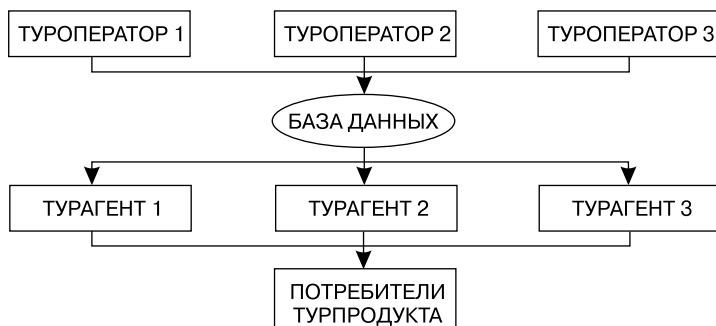 ТУРОПЕРАТОР 1
ТУРОПЕРАТОР 2
ТУРОПЕРАТОР 3
БАЗА ДАННЫХ
ТУРАГЕНТ 1
ТУРАГЕНТ 2
ТУРАГЕНТ 3
ПОТРЕБИТЕЛИ
ТУРПРОДУКТА